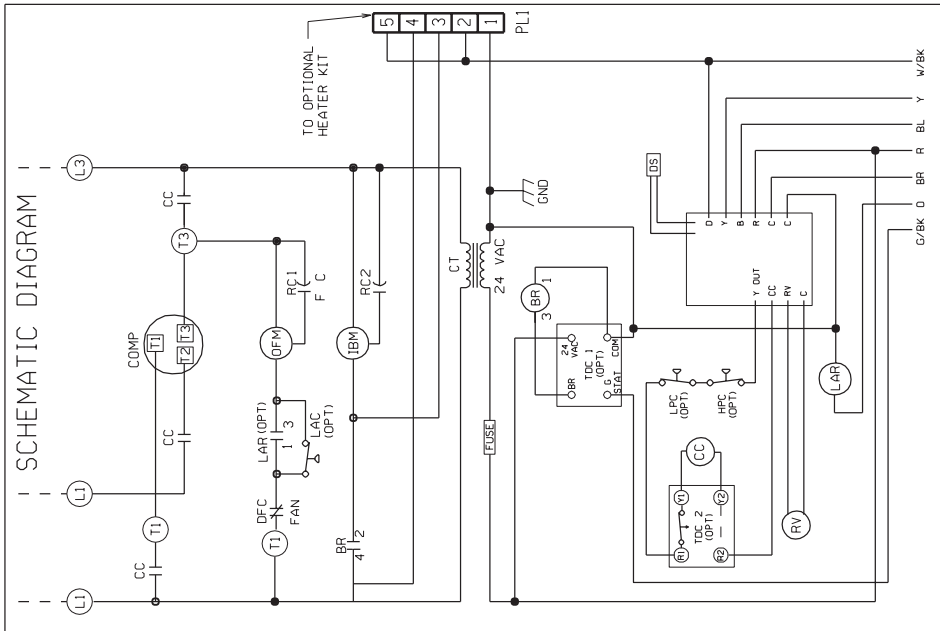 SCHEMATIC DIAGRAM
L1
L1
L3
CC
T1
CC
COMP
T1
T2
T3
T3
CC
T1
DFC
FAN
LAR (OPT)
1
3
LAC
(OPT)
OFM
RC1
F
C
BR
4
2
IBM
RC2
CT
24 VAC
GND
FUSE
TO OPTIONAL
HEATER KIT
5
4
3
2
1
PL1
BR
3
1
24
VAC
BR
TDC 1
(OPT)
G
STAT
COM
LPC
(OPT)
HPC
(OPT)
CC
Y1
Y2
TDC 2
(OPT)
R1
R2
RV
DS
D
Y
B
R
C
C
Y OUT
CC
RV
C
LAR
W/BK
Y
BL
R
BR
O
G/BK